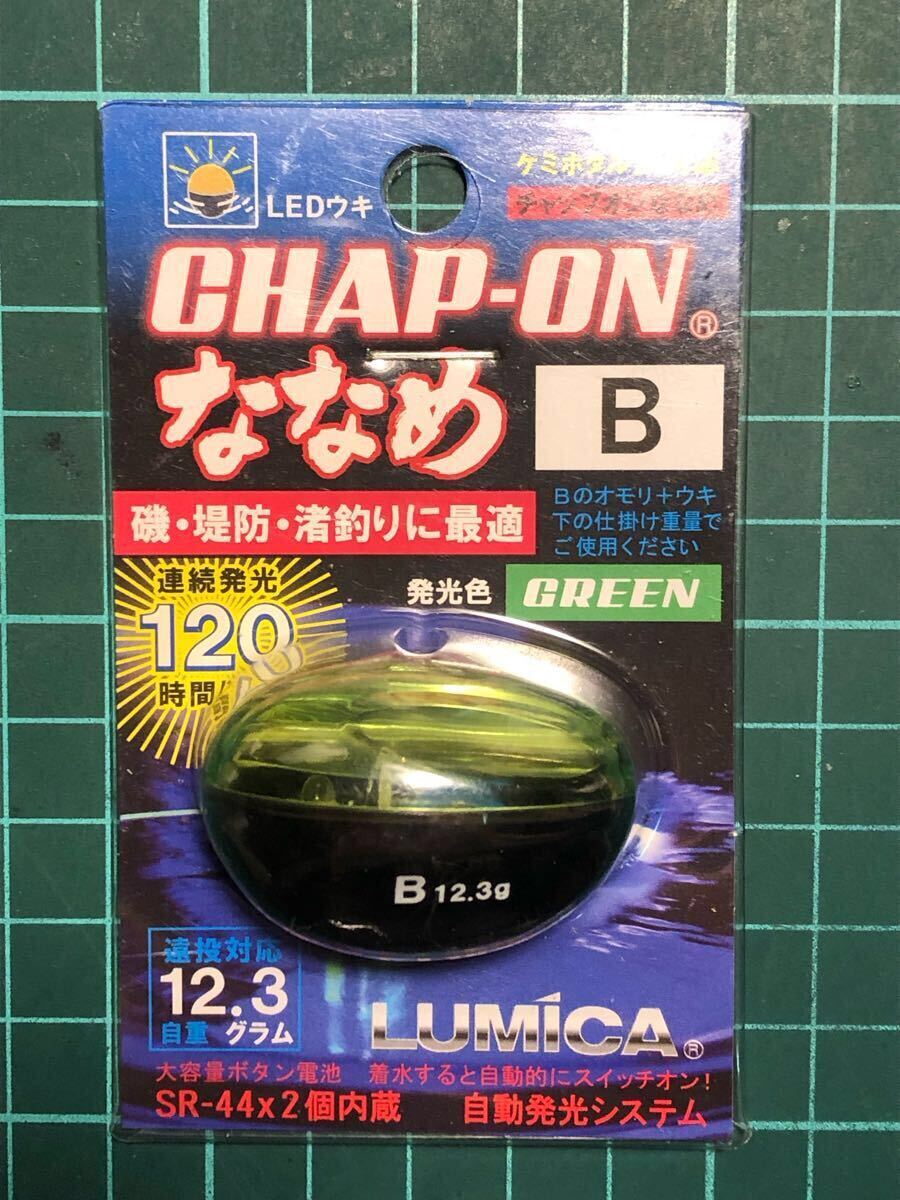 LEDウキ
CHAP-ON®
ななめ
B
磯・堤防・渚釣りに最適
Bのオモリ+ウキ
下の仕掛け重量で
ご使用ください
連続発光
120
時間!
発光色 GREEN
B 12.3g
遠投対応
12.3
自重 グラム
LUMICA®
大容量ボタン電池 着水すると自動的にスイッチオン!
SR-44x2個内蔵 自動発光システム